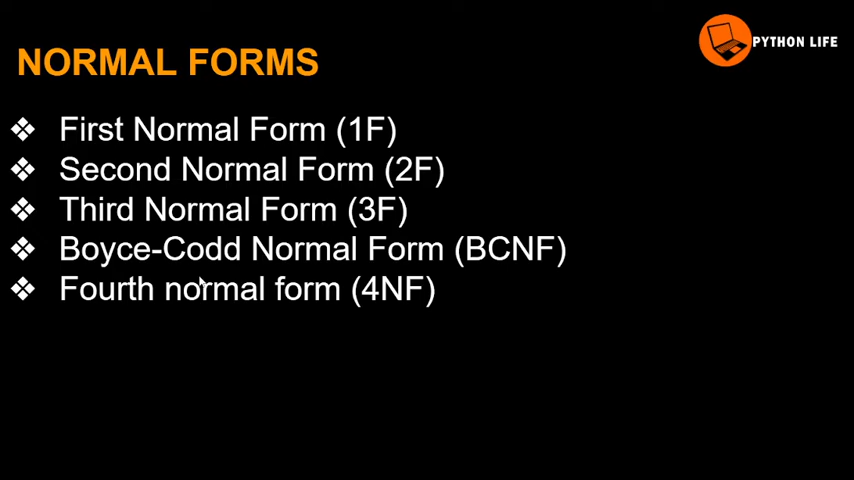 PYTHON LIFE
NORMAL FORMS
❖ First Normal Form (1F)
❖ Second Normal Form (2F)
❖ Third Normal Form (3F)
❖ Boyce-Codd Normal Form (BCNF)
❖ Fourth normal form (4NF)